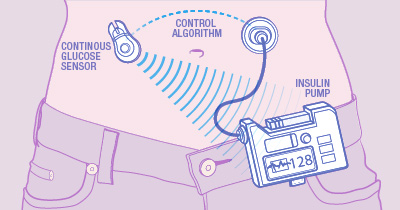 CONTROL
ALGORITHM
CONTINOUS
GLUCOSE
SENSOR
INSULIN
PUMP
128